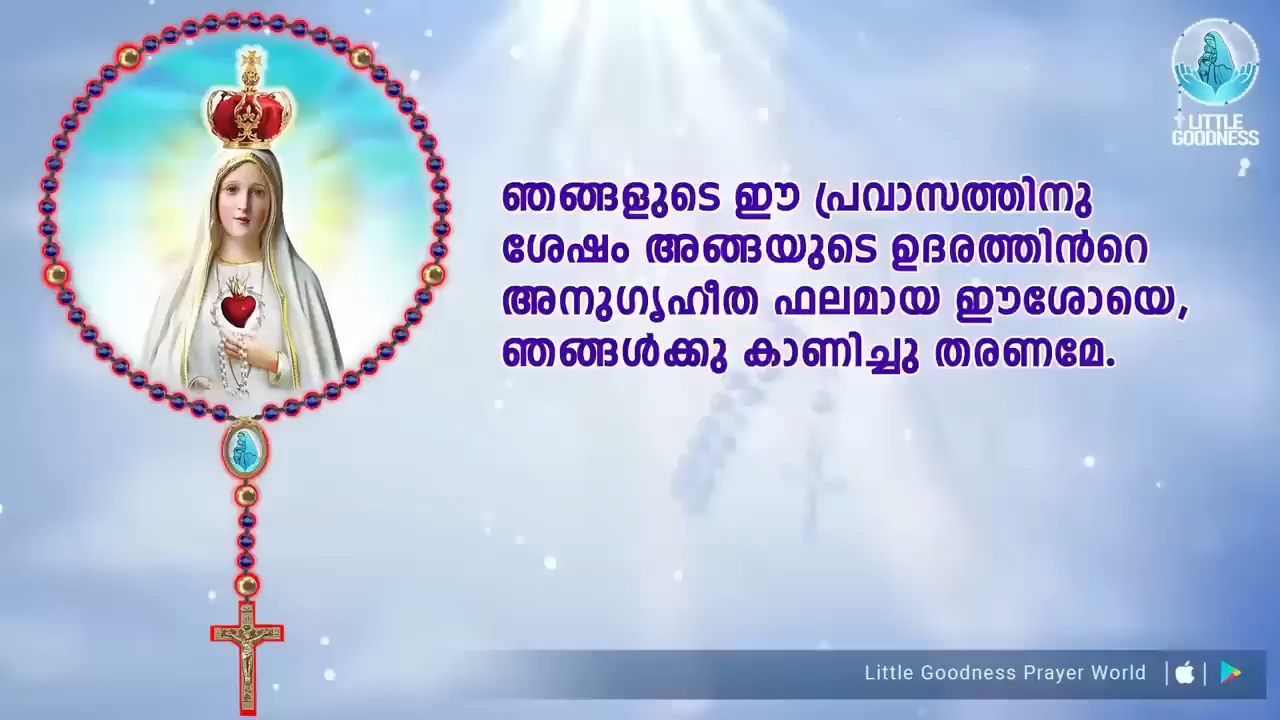 LITTLE
GOODNESS
ഞങ്ങളുടെ ഈ പ്രവാസത്തിനു
ശേഷം അങ്ങയുടെ ഉദരത്തിൻറെ
അനുഗൃഹീത ഫലമായ ഈശോയെ,
ഞങ്ങൾക്കു കാണിച്ചു തരണമേ.
Little Goodness Prayer World